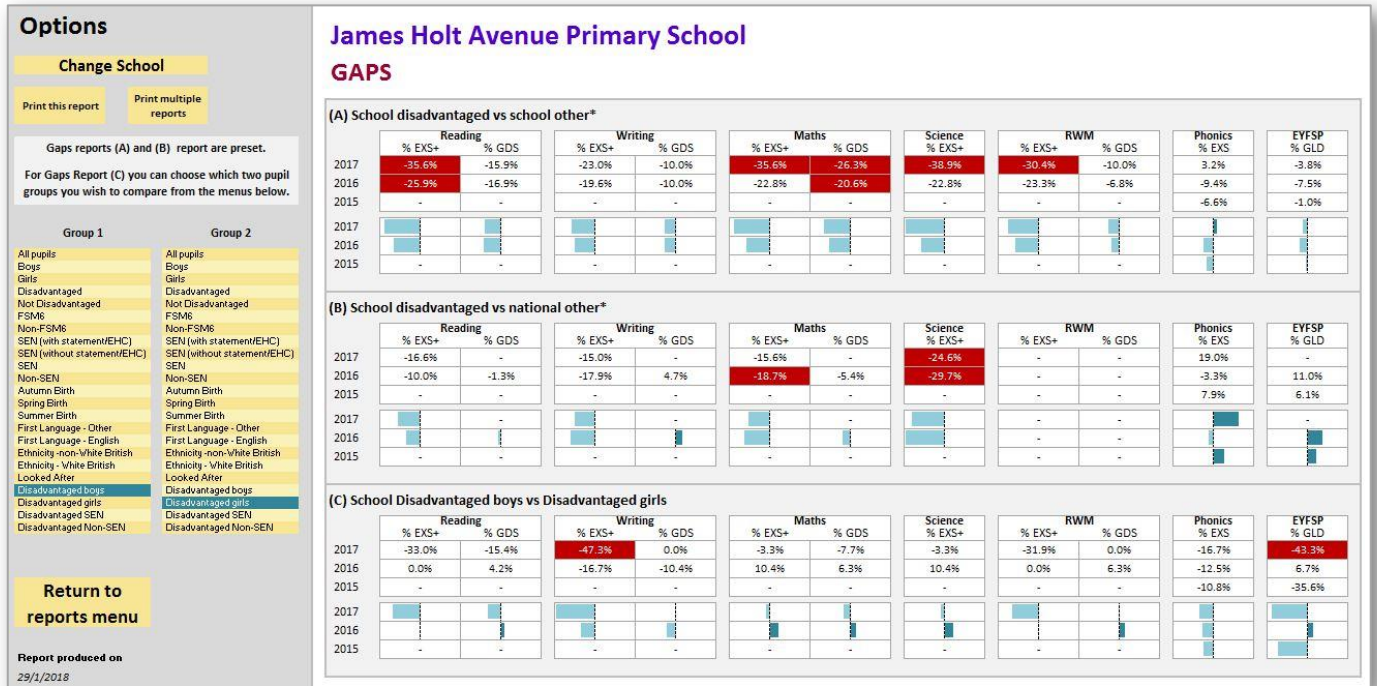 Options
Change School
Print this report
Print multiple
reports
Gaps reports (A) and (B) report are preset.
For Gaps Report (C) you can choose which two pupil
groups you wish to compare from the menus below.
Group 1 Group 2
All pupils All pupils
Boys Boys
Girls Girls
Disadvantaged Disadvantaged
Not Disadvantaged Not Disadvantaged
FSM6 FSM6
Non-FSM6 Non-FSM6
SEN (with statement/EHC) SEN (with statement/EHC)
SEN (without statement/EHC) SEN (without statement/EHC)
SEN SEN
Non-SEN Non-SEN
Autumn Birth Autumn Birth
Spring Birth Spring Birth
Summer Birth Summer Birth
First Language - Other First Language - Other
First Language - English First Language - English
Ethnicity -non-White British Ethnicity -non-White British
Ethnicity - White British Ethnicity - White British
Looked After Looked After
Disadvantaged boys Disadvantaged boys
Disadvantaged girls Disadvantaged girls
Disadvantaged SEN Disadvantaged SEN
Disadvantaged Non-SEN Disadvantaged Non-SEN
Return to
reports menu
Report produced on
29/1/2018
James Holt Avenue Primary School
GAPS
(A) School disadvantaged vs school other*
Reading Writing Maths Science RWM Phonics EYFSP
% EXS+ % GDS % EXS+ % GDS % EXS+ % GDS % EXS+ % EXS+ % GDS % EXS % GLD
2017 -35.6% -15.9% -23.0% -10.0% -35.6% -26.3% -38.9% -30.4% -10.0% 3.2% -3.8%
2016 -25.9% -16.9% -19.6% -10.0% -22.8% -20.6% -22.8% -23.3% -6.8% -9.4% -7.5%
2015 - - - - - - - - - -6.6% -1.0%
2017
2016
2015 - - - - - - - - -
(B) School disadvantaged vs national other*
Reading Writing Maths Science RWM Phonics EYFSP
% EXS+ % GDS % EXS+ % GDS % EXS+ % GDS % EXS+ % EXS+ % GDS % EXS % GLD
2017 -16.6% - -15.0% - -15.6% - -24.6% - - 19.0% -
2016 -10.0% -1.3% -17.9% 4.7% -18.7% -5.4% -29.7% - - -3.3% 11.0%
2015 - - - - - - - - - 7.9% 6.1%
2017 - - - - - -
2016 - -
2015 - - - - - - - - -
(C) School Disadvantaged boys vs Disadvantaged girls
Reading Writing Maths Science RWM Phonics EYFSP
% EXS+ % GDS % EXS+ % GDS % EXS+ % GDS % EXS+ % EXS+ % GDS % EXS % GLD
2017 -33.0% -15.4% -47.3% 0.0% -3.3% -7.7% -3.3% -31.9% 0.0% -16.7% -43.3%
2016 0.0% 4.2% -16.7% -10.4% 10.4% 6.3% 10.4% 0.0% 6.3% -12.5% 6.7%
2015 - - - - - - - - - -10.8% -35.6%
2017
2016
2015 - - - - - - - - -